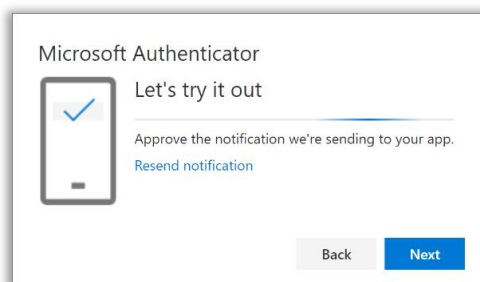 Microsoft Authenticator
Let's try it out
Approve the notification we're sending to your app.
Resend notification
Back
Next